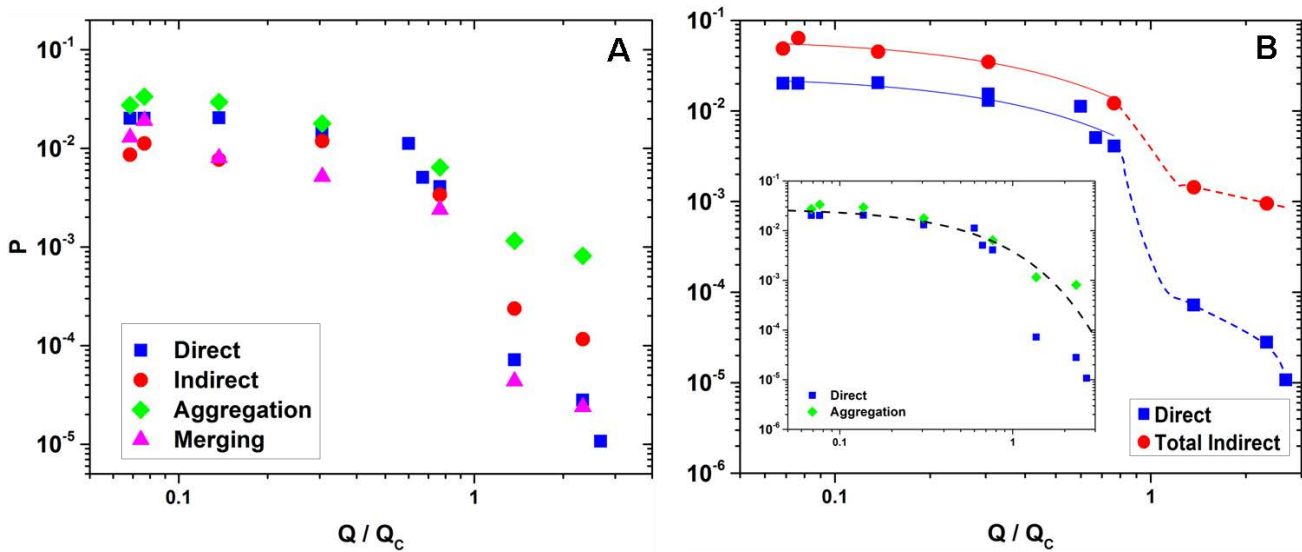 A
10⁻¹
10⁻²
10⁻³
10⁻⁴
10⁻⁵
P
Direct
Indirect
Aggregation
Merging
0.1
1
Q / Q_C
B
10⁰
10⁻¹
10⁻²
10⁻³
10⁻⁴
10⁻⁵
10⁻⁶
10⁻¹
10⁻²
10⁻³
10⁻⁴
10⁻⁵
10⁻⁶
Direct
Aggregation
0.1
1
Direct
Total Indirect
0.1
1
Q / Q_C